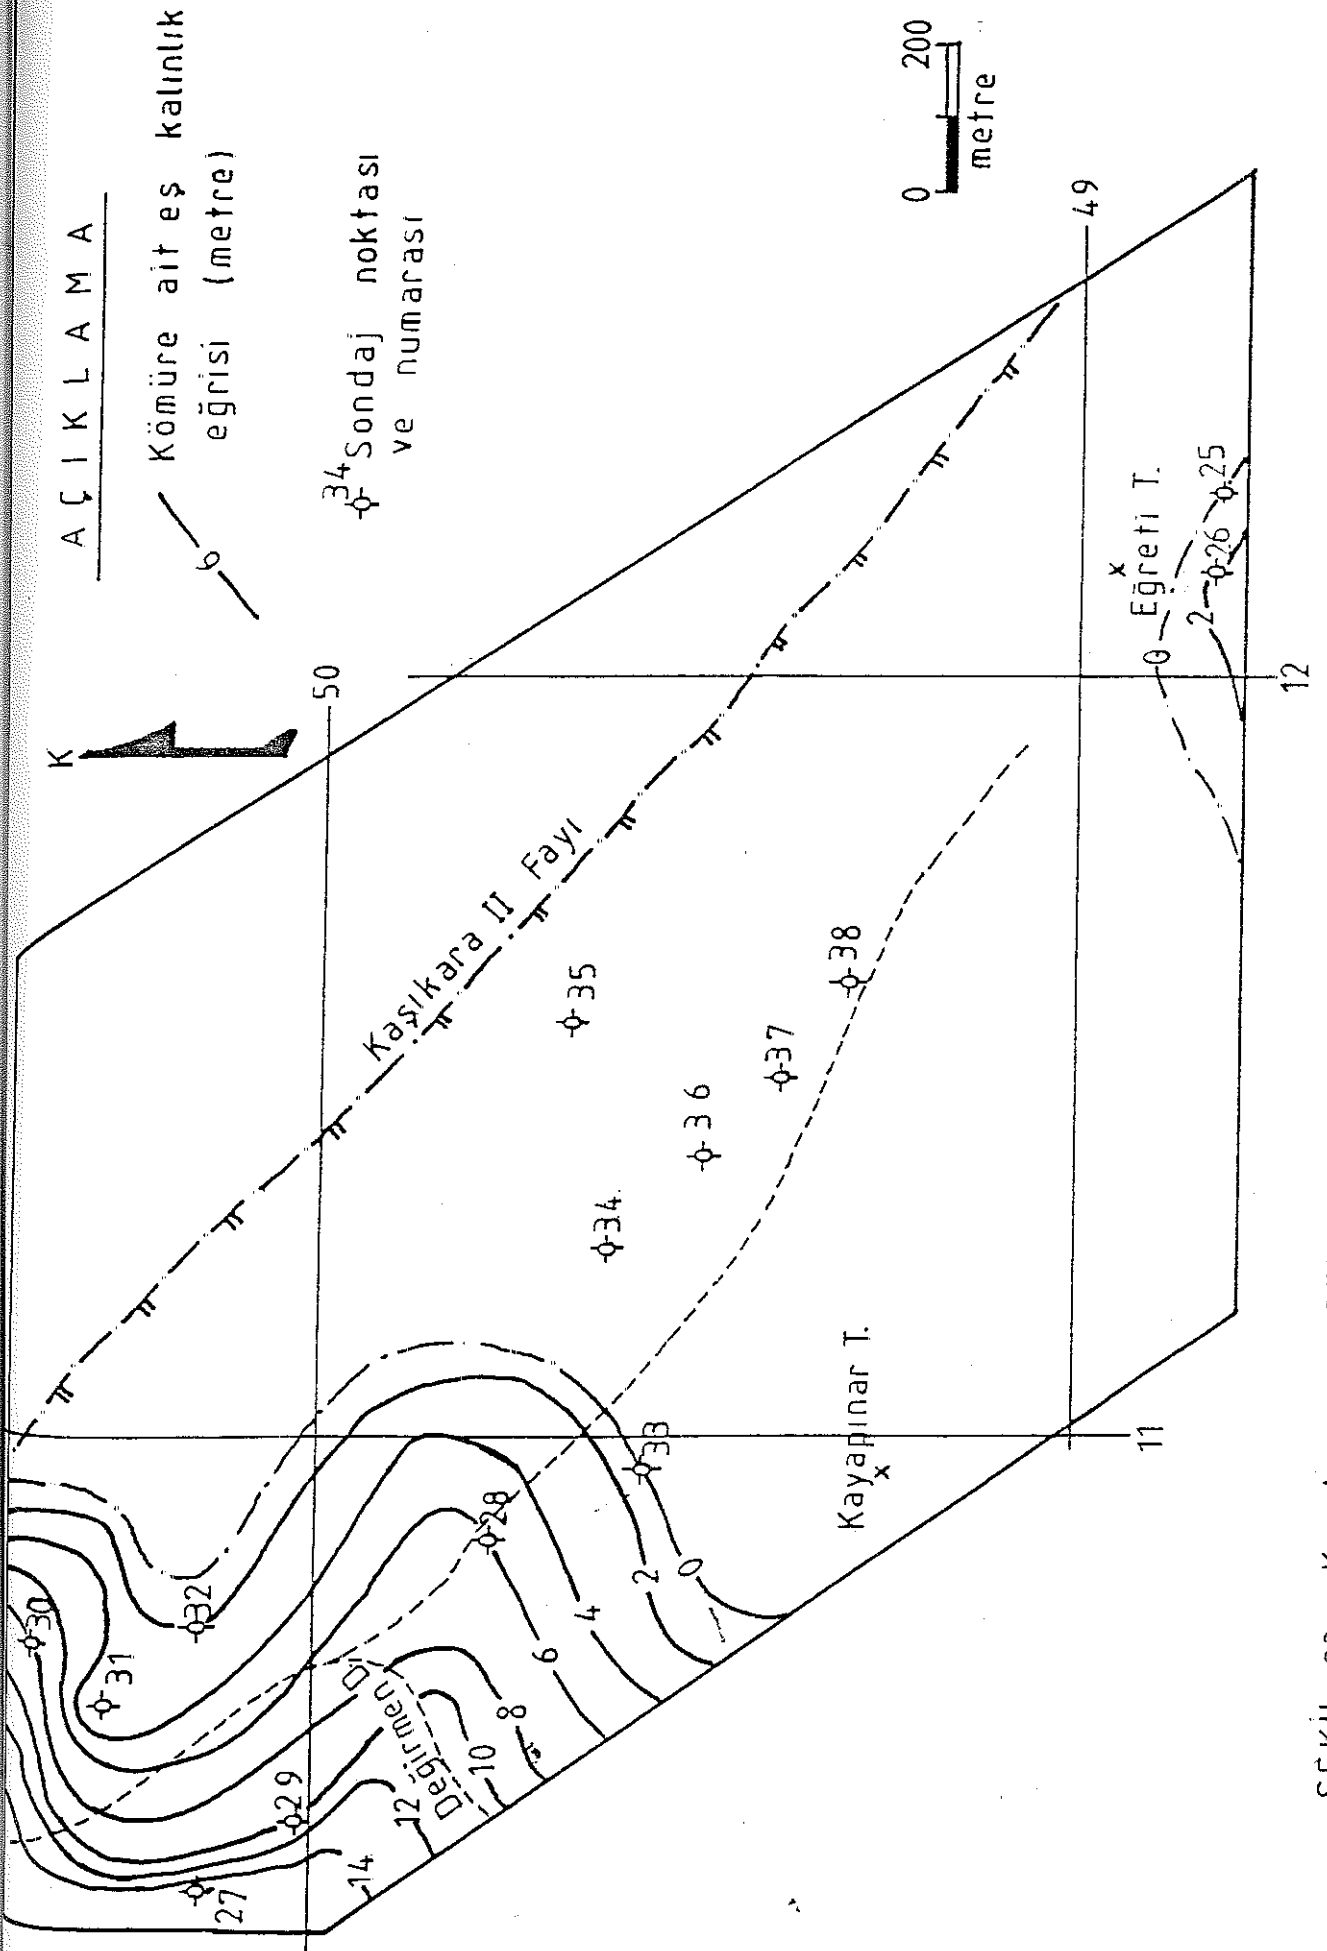 AÇIKLAMA
6
Kömüre ait eş kalınlık
eğrisi (metre)
34
Sondaj noktası
ve numarası
K
50
49
11
12
0 200
metre
Kaşıkara II Fayı
Değirmen D.
Kayapınar T.
Eğreti T.
30
31
32
27
29
28
33
34
35
36
37
38
26
25
14
12
10
8
6
4
2
0
0
2